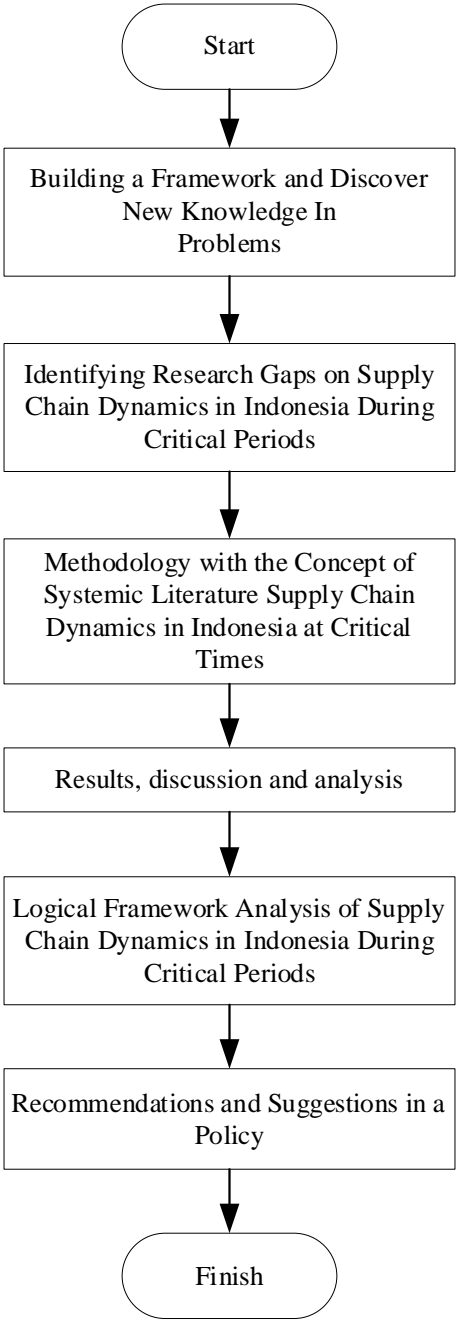 Start
Building a Framework and Discover
New Knowledge In
Problems
Identifying Research Gaps on Supply
Chain Dynamics in Indonesia During
Critical Periods
Methodology with the Concept of
Systemic Literature Supply Chain
Dynamics in Indonesia at Critical
Times
Results, discussion and analysis
Logical Framework Analysis of Supply
Chain Dynamics in Indonesia During
Critical Periods
Recommendations and Suggestions in a
Policy
Finish